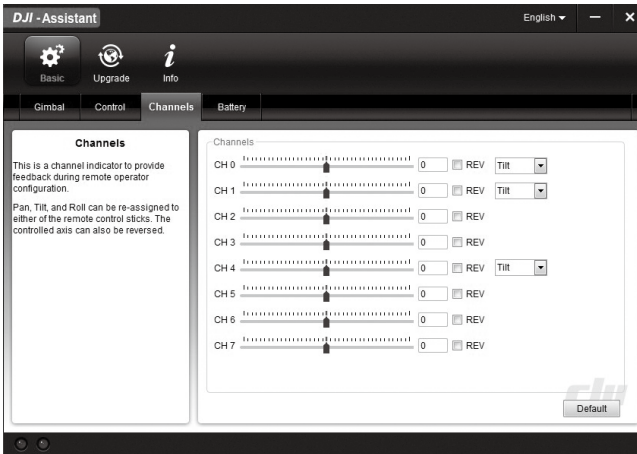 DJI - Assistant
English
Basic
Upgrade
Info
Gimbal
Control
Channels
Battery
Channels
This is a channel indicator to provide
feedback during remote operator
configuration.
Pan, Tilt, and Roll can be re-assigned to
either of the remote control sticks. The
controlled axis can also be reversed.
Channels
CH 0 0 REV Tilt
CH 1 0 REV Tilt
CH 2 0 REV
CH 3 0 REV
CH 4 0 REV Tilt
CH 5 0 REV
CH 6 0 REV
CH 7 0 REV
dji
Default